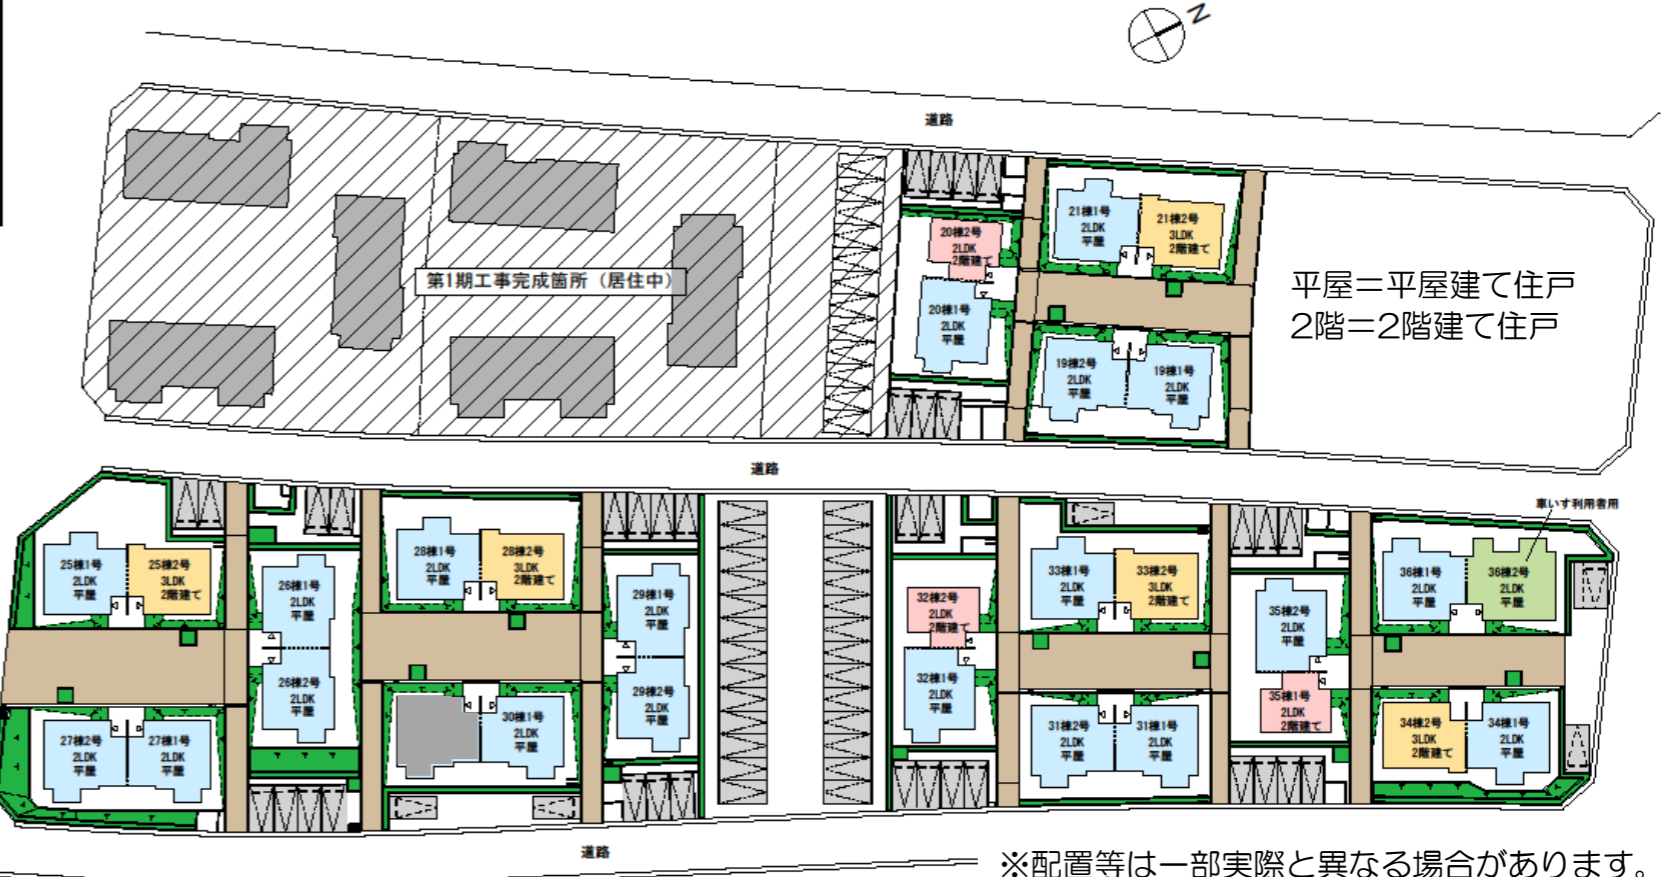 N
道路
21棟1号
2LDK
平屋
21棟2号
3LDK
2階建て
20棟2号
2LDK
2階建て
第1期工事完成箇所（居住中）
20棟1号
2LDK
平屋
平屋＝平屋建て住戸
2階＝2階建て住戸
19棟2号
2LDK
平屋
19棟1号
2LDK
平屋
道路
車いす利用者用
25棟1号
2LDK
平屋
25棟2号
3LDK
2階建て
26棟1号
2LDK
平屋
28棟1号
2LDK
平屋
28棟2号
3LDK
2階建て
29棟1号
2LDK
平屋
32棟2号
2LDK
2階建て
33棟1号
2LDK
平屋
33棟2号
3LDK
2階建て
35棟2号
2LDK
平屋
36棟1号
2LDK
平屋
36棟2号
2LDK
平屋
26棟2号
2LDK
平屋
29棟2号
2LDK
平屋
32棟1号
2LDK
平屋
35棟1号
2LDK
2階建て
27棟2号
2LDK
平屋
27棟1号
2LDK
平屋
30棟1号
2LDK
平屋
31棟2号
2LDK
平屋
31棟1号
2LDK
平屋
34棟2号
3LDK
2階建て
34棟1号
2LDK
平屋
道路
※配置等は一部実際と異なる場合があります。